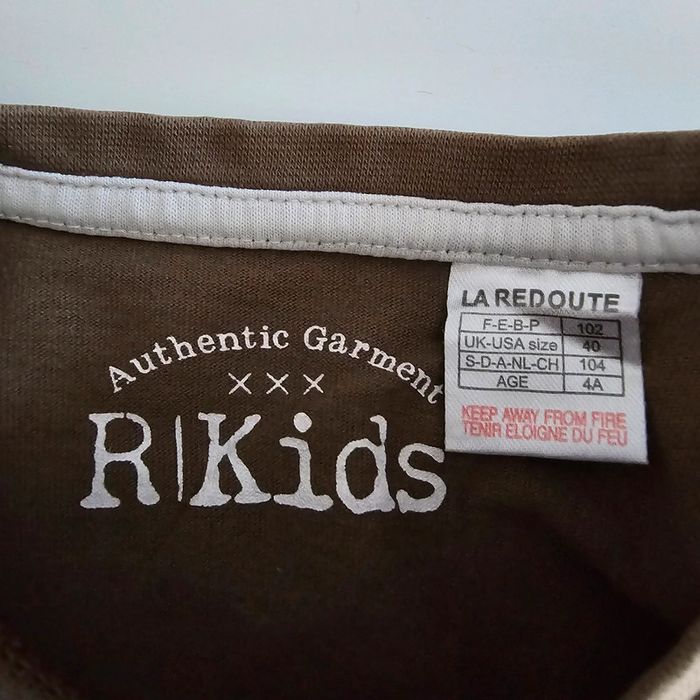 Authentic Garment
×××
R|Kids
LA REDOUTE
F-E-B-P 102
UK-USA size 40
S-D-A-NL-CH 104
AGE 4A
KEEP AWAY FROM FIRE
TENIR ELOIGNE DU FEU